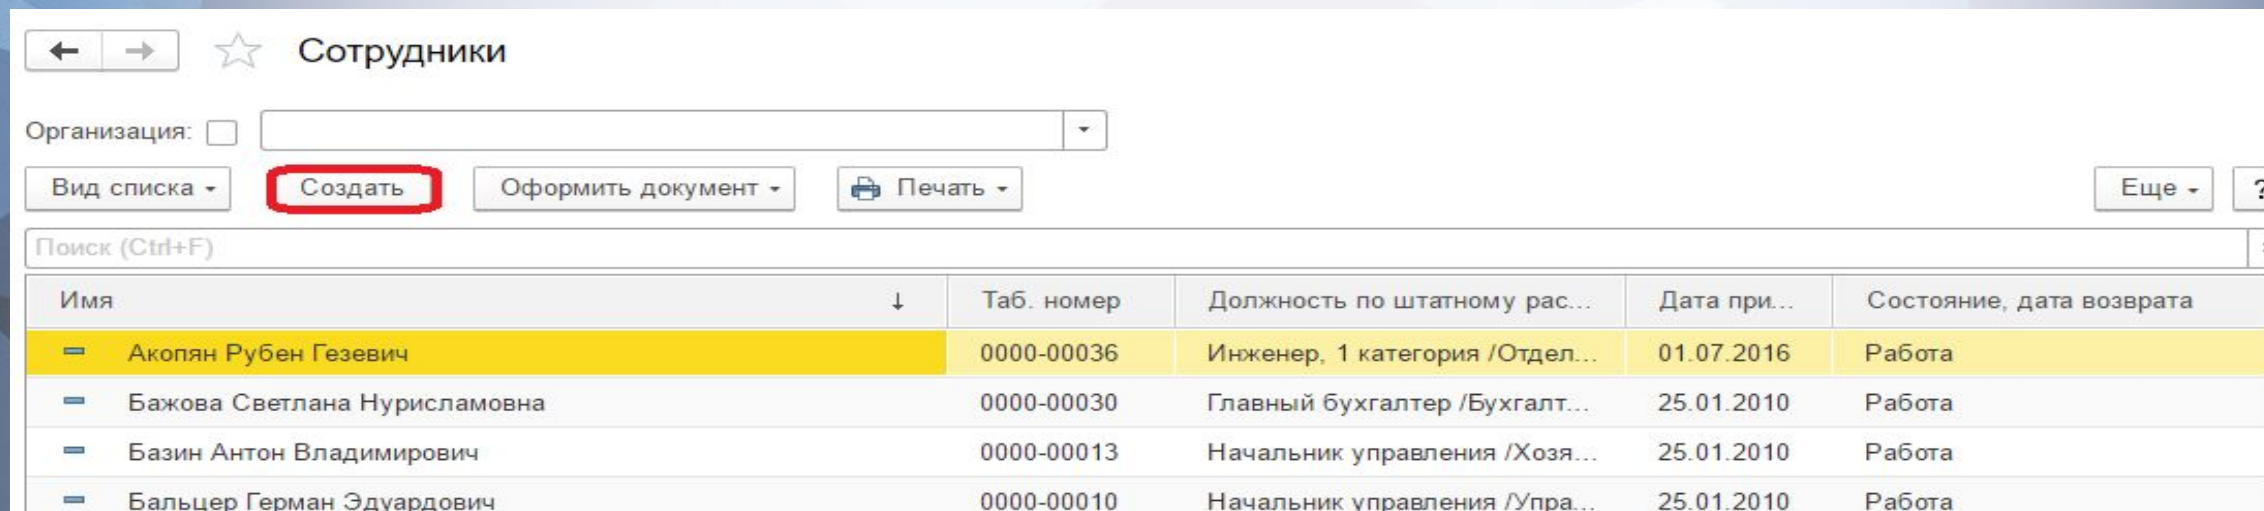 Сотрудники
Организация:
Вид списка Создать Оформить документ Печать Еще ?
Поиск (Ctrl+F)
Имя ↓ Таб. номер Должность по штатному рас... Дата при... Состояние, дата возврата
Акопян Рубен Гезевич 0000-00036 Инженер, 1 категория /Отдел... 01.07.2016 Работа
Бажова Светлана Нурисламовна 0000-00030 Главный бухгалтер /Бухгалт... 25.01.2010 Работа
Базин Антон Владимирович 0000-00013 Начальник управления /Хозя... 25.01.2010 Работа
Бальцер Герман Эдуардович 0000-00010 Начальник управления /Упра... 25.01.2010 Работа